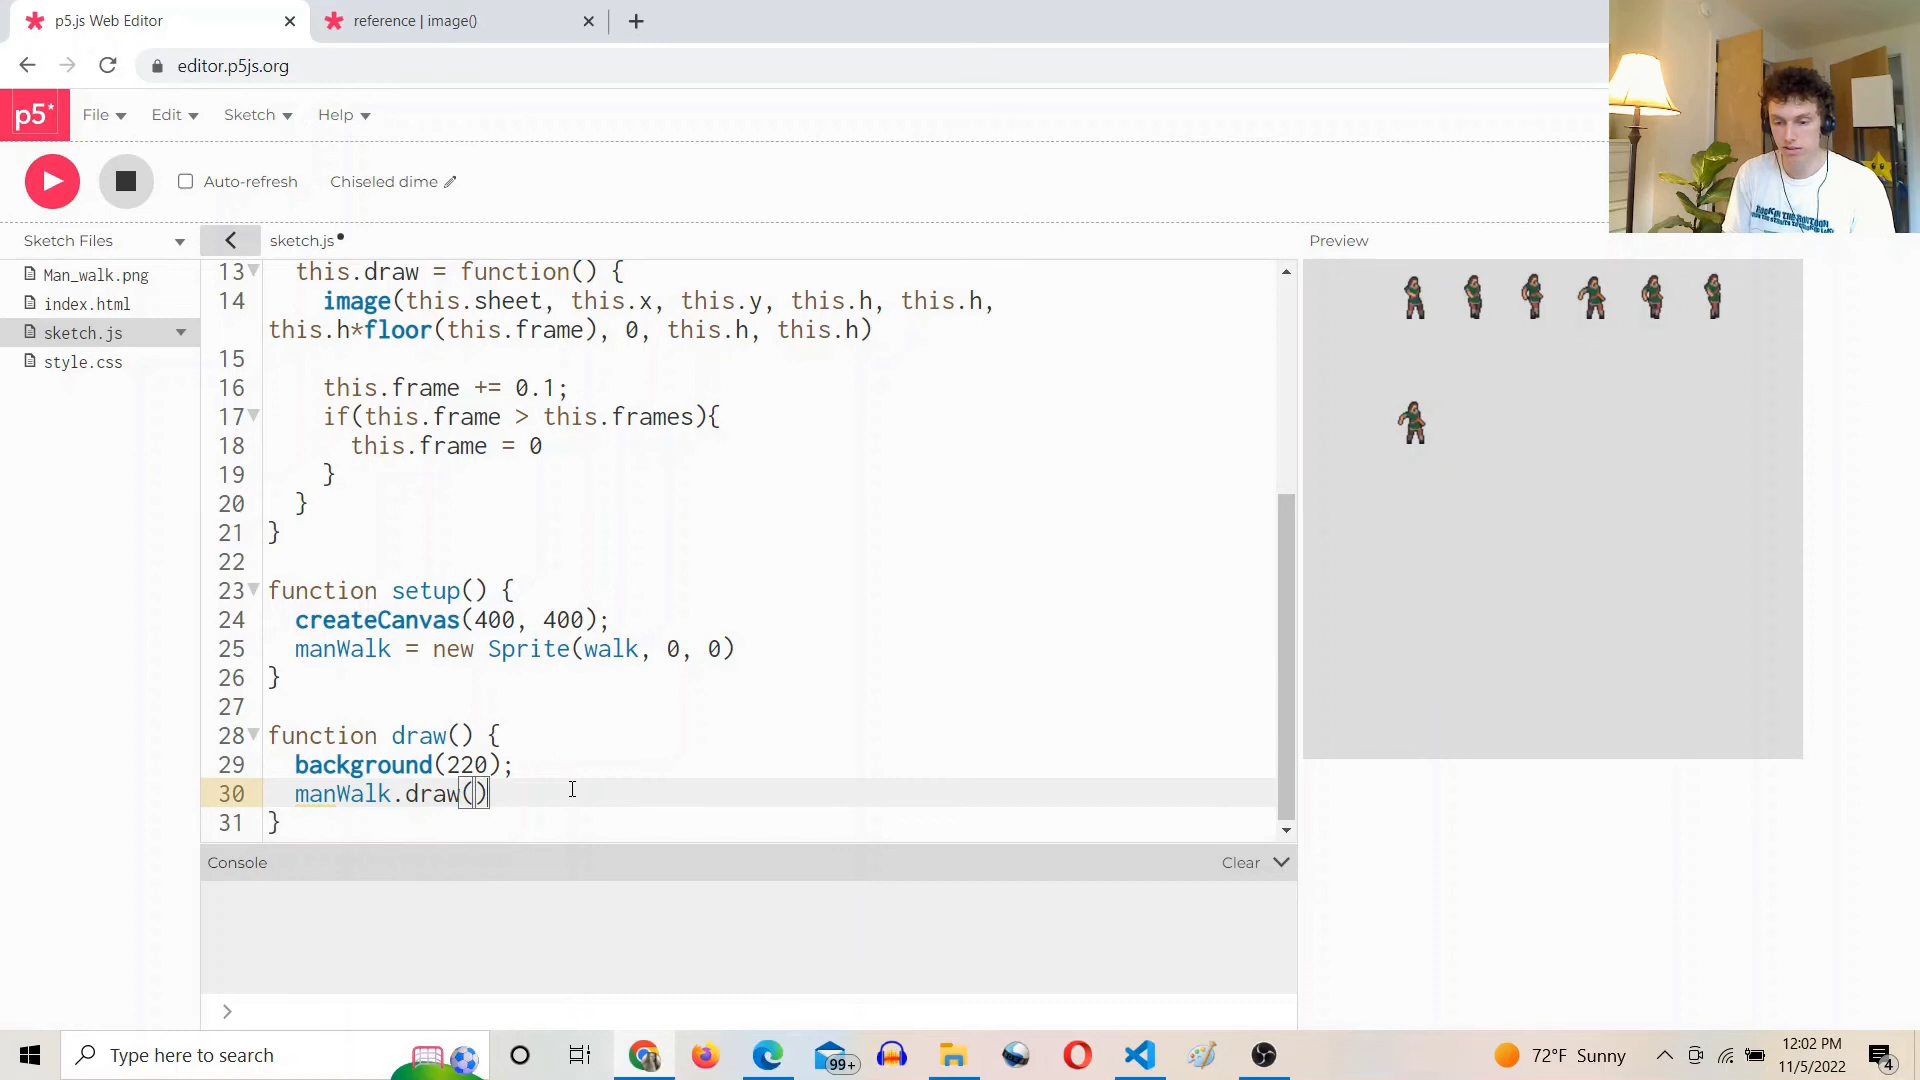 p5.js Web Editor
reference | image()
editor.p5js.org
p5*
File
Edit
Sketch
Help
Auto-refresh
Chiseled dime
Sketch Files
sketch.js
Preview
Man_walk.png
index.html
sketch.js
style.css
13 this.draw = function() {
14 image(this.sheet, this.x, this.y, this.h, this.h,
this.h*floor(this.frame), 0, this.h, this.h)
15
16 this.frame += 0.1;
17 if(this.frame > this.frames){
18 this.frame = 0
19 }
20 }
21 }
22
23 function setup() {
24 createCanvas(400, 400);
25 manWalk = new Sprite(walk, 0, 0)
26 }
27
28 function draw() {
29 background(220);
30 manWalk.draw()
31 }
Console
Clear
>
Type here to search
99+
72°F Sunny
12:02 PM
11/5/2022
4